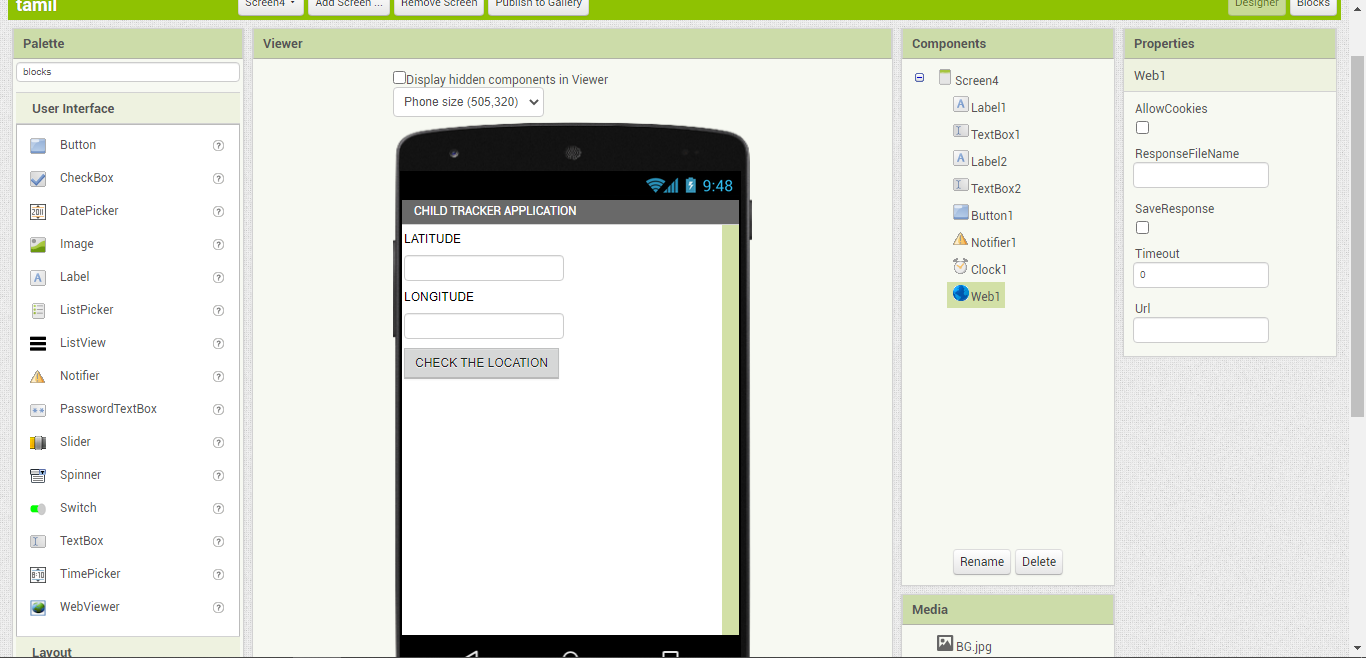 tamil
Screen4
Add Screen ...
Remove Screen
Publish to Gallery
Designer
Blocks
Palette
blocks
User Interface
Button
CheckBox
DatePicker
Image
Label
ListPicker
ListView
Notifier
PasswordTextBox
Slider
Spinner
Switch
TextBox
TimePicker
WebViewer
Layout
Viewer
Display hidden components in Viewer
Phone size (505,320)
9:48
CHILD TRACKER APPLICATION
LATITUDE
LONGITUDE
CHECK THE LOCATION
Components
Screen4
Label1
TextBox1
Label2
TextBox2
Button1
Notifier1
Clock1
Web1
Rename
Delete
Media
BG.jpg
Properties
Web1
AllowCookies
ResponseFileName
SaveResponse
Timeout
0
Url